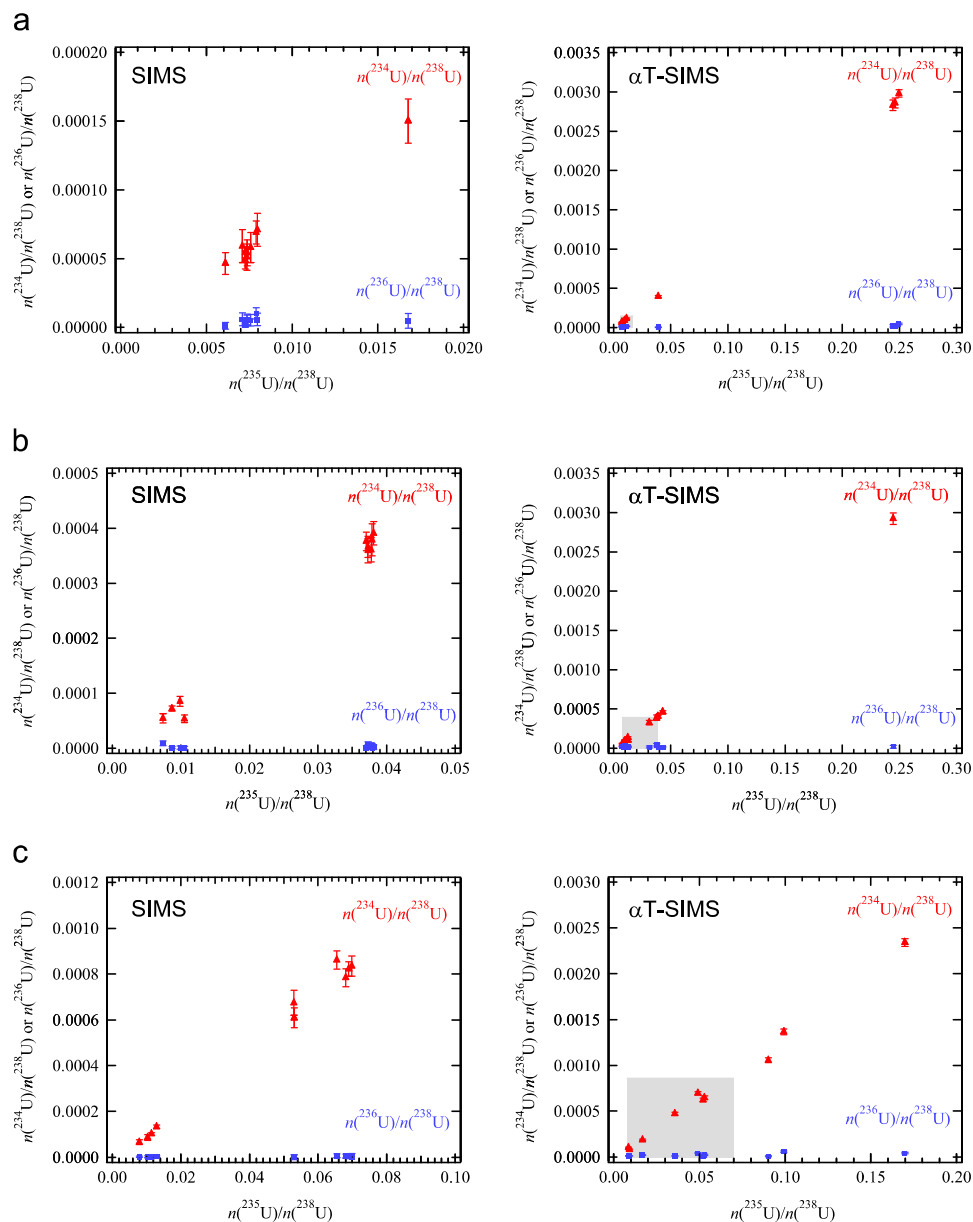 a
SIMS
n(²³⁴U)/n(²³⁸U)
n(²³⁶U)/n(²³⁸U)
n(²³⁴U)/n(²³⁸U) or n(²³⁶U)/n(²³⁸U)
0.00020
0.00015
0.00010
0.00005
0.00000
0.000 0.005 0.010 0.015 0.020
n(²³⁵U)/n(²³⁸U)
αT-SIMS
n(²³⁴U)/n(²³⁸U)
n(²³⁶U)/n(²³⁸U)
n(²³⁴U)/n(²³⁸U) or n(²³⁶U)/n(²³⁸U)
0.0035
0.0030
0.0025
0.0020
0.0015
0.0010
0.0005
0.0000
0.00 0.05 0.10 0.15 0.20 0.25 0.30
n(²³⁵U)/n(²³⁸U)
b
SIMS
n(²³⁴U)/n(²³⁸U)
n(²³⁶U)/n(²³⁸U)
n(²³⁴U)/n(²³⁸U) or n(²³⁶U)/n(²³⁸U)
0.0005
0.0004
0.0003
0.0002
0.0001
0.0000
0.00 0.01 0.02 0.03 0.04 0.05
n(²³⁵U)/n(²³⁸U)
αT-SIMS
n(²³⁴U)/n(²³⁸U)
n(²³⁶U)/n(²³⁸U)
n(²³⁴U)/n(²³⁸U) or n(²³⁶U)/n(²³⁸U)
0.0035
0.0030
0.0025
0.0020
0.0015
0.0010
0.0005
0.0000
0.00 0.05 0.10 0.15 0.20 0.25 0.30
n(²³⁵U)/n(²³⁸U)
c
SIMS
n(²³⁴U)/n(²³⁸U)
n(²³⁶U)/n(²³⁸U)
n(²³⁴U)/n(²³⁸U) or n(²³⁶U)/n(²³⁸U)
0.0012
0.0010
0.0008
0.0006
0.0004
0.0002
0.0000
0.00 0.02 0.04 0.06 0.08 0.10
n(²³⁵U)/n(²³⁸U)
αT-SIMS
n(²³⁴U)/n(²³⁸U)
n(²³⁶U)/n(²³⁸U)
n(²³⁴U)/n(²³⁸U) or n(²³⁶U)/n(²³⁸U)
0.0030
0.0025
0.0020
0.0015
0.0010
0.0005
0.0000
0.00 0.05 0.10 0.15 0.20
n(²³⁵U)/n(²³⁸U)